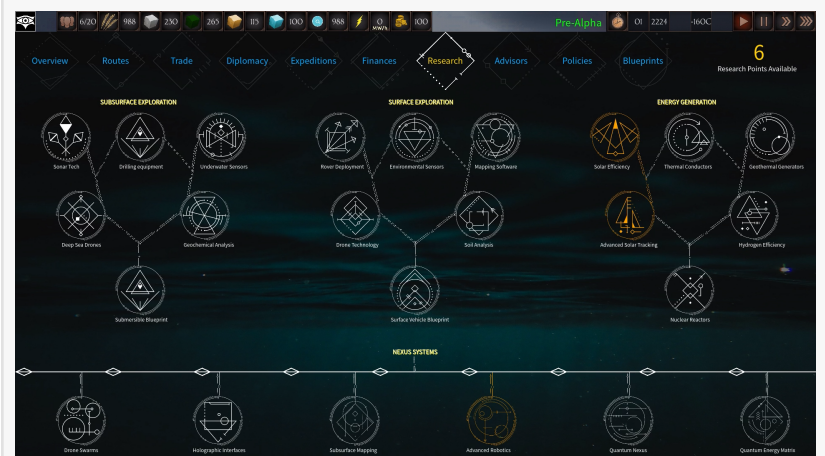 6/20 988 230 265 115 100 988 0 MW/h 100 Pre-Alpha 01 2224 -160C
Overview Routes Trade Diplomacy Expeditions Finances Research Advisors Policies Blueprints
6
Research Points Available
SUBSURFACE EXPLORATION SURFACE EXPLORATION ENERGY GENERATION
Sonar Tech Drilling equipment Underwater Sensors Rover Deployment Environmental Sensors Mapping Software Solar Efficiency Thermal Conductors Geothermal Generators
Deep Sea Drones Geochemical Analysis Drone Technology Soil Analysis Advanced Solar Tracking Hydrogen Efficiency
Submersible Blueprint Surface Vehicle Blueprint Nuclear Reactors
NEXUS SYSTEMS
Drone Swarms Holographic Interfaces Subsurface Mapping Advanced Robotics Quantum Nexus Quantum Energy Matrix